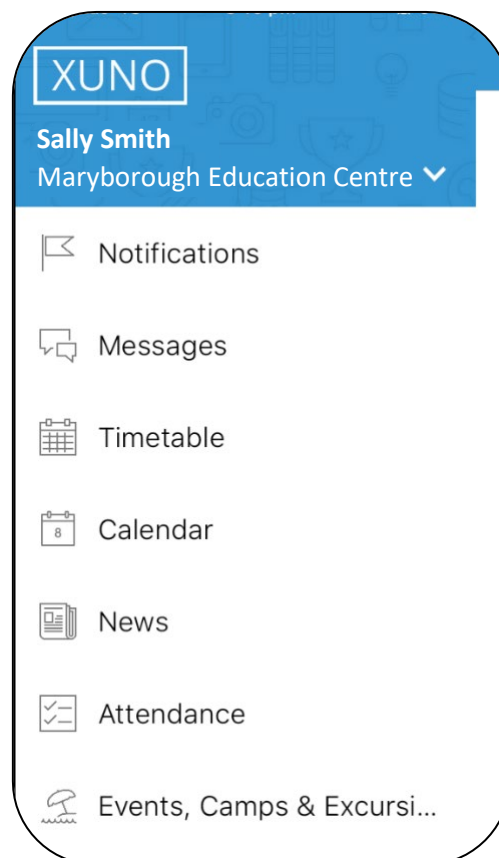 XUNO
Sally Smith
Maryborough Education Centre
Notifications
Messages
Timetable
8
Calendar
News
Attendance
Events, Camps & Excursi...